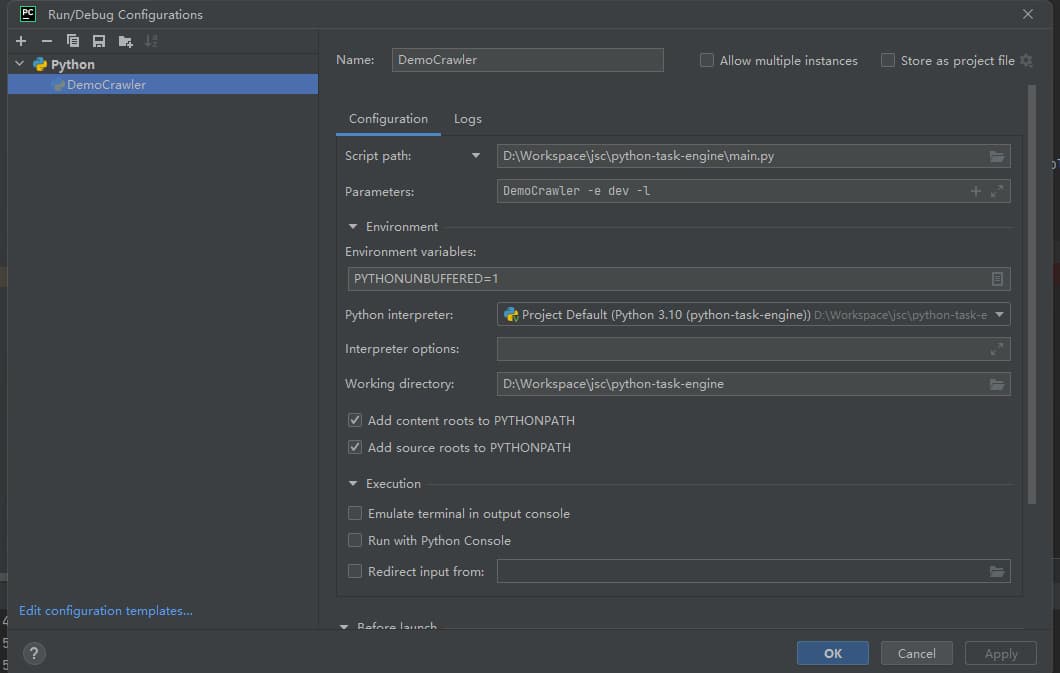 PC Run/Debug Configurations
Python
DemoCrawler
Name: DemoCrawler Allow multiple instances Store as project file
Configuration Logs
Script path: D:\Workspace\jsc\python-task-engine\main.py
Parameters: DemoCrawler -e dev -l
Environment
Environment variables:
PYTHONUNBUFFERED=1
Python interpreter: Project Default (Python 3.10 (python-task-engine)) D:\Workspace\jsc\python-task-e
Interpreter options:
Working directory: D:\Workspace\jsc\python-task-engine
Add content roots to PYTHONPATH
Add source roots to PYTHONPATH
Execution
Emulate terminal in output console
Run with Python Console
Redirect input from:
Edit configuration templates...
Before launch
? OK Cancel Apply